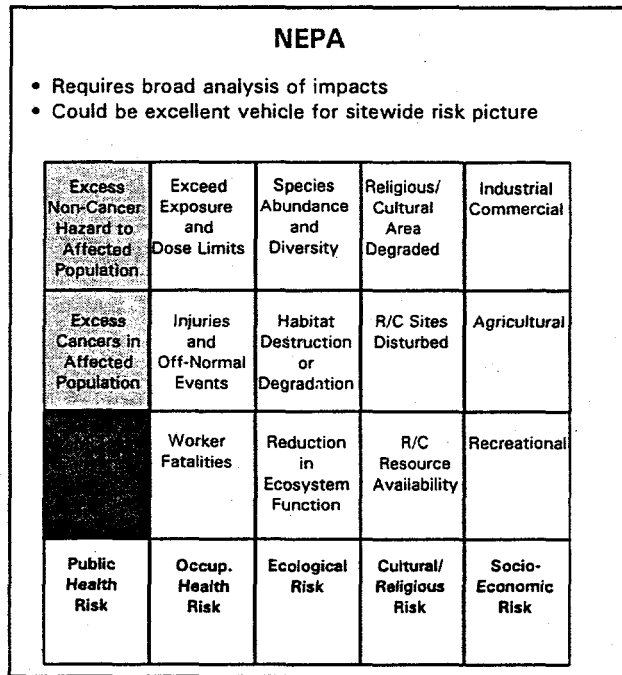 NEPA
• Requires broad analysis of impacts
• Could be excellent vehicle for sitewide risk picture
Excess
Non-Cancer
Hazard to
Affected
Population
Exceed
Exposure
and
Dose Limits
Species
Abundance
and
Diversity
Religious/
Cultural
Area
Degraded
Industrial
Commercial
Excess
Cancers in
Affected
Population
Injuries
and
Off-Normal
Events
Habitat
Destruction
or
Degradation
R/C Sites
Disturbed
Agricultural
Worker
Fatalities
Reduction
in
Ecosystem
Function
R/C
Resource
Availability
Recreational
Public
Health
Risk
Occup.
Health
Risk
Ecological
Risk
Cultural/
Religious
Risk
Socio-
Economic
Risk